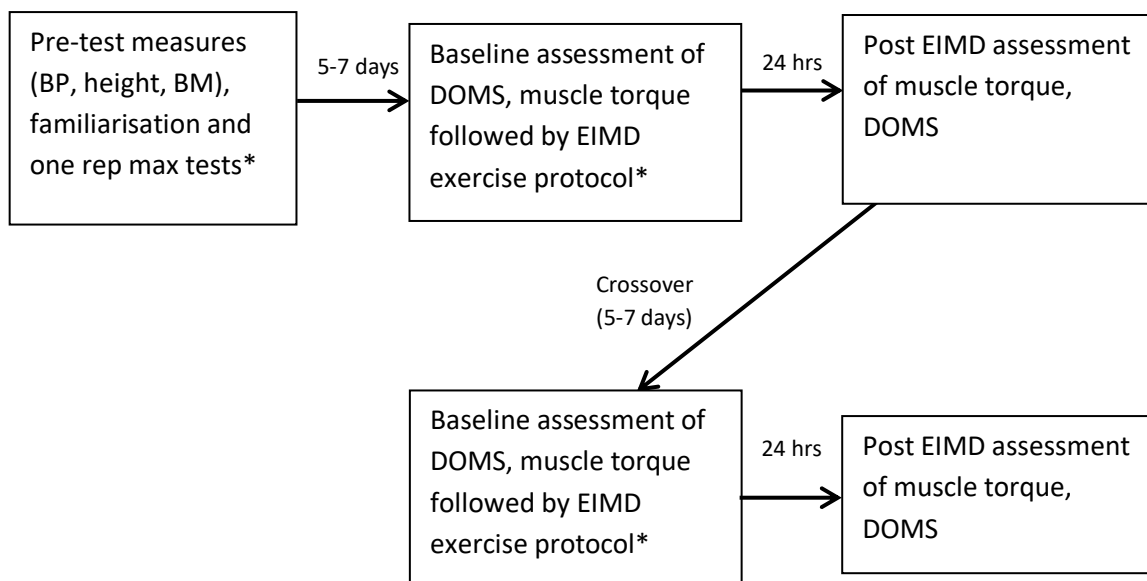 Pre-test measures
(BP, height, BM),
familiarisation and
one rep max tests*
5-7 days
Baseline assessment of
DOMS, muscle torque
followed by EIMD
exercise protocol*
24 hrs
Post EIMD assessment
of muscle torque,
DOMS
Crossover
(5-7 days)
Baseline assessment of
DOMS, muscle torque
followed by EIMD
exercise protocol*
24 hrs
Post EIMD assessment
of muscle torque,
DOMS